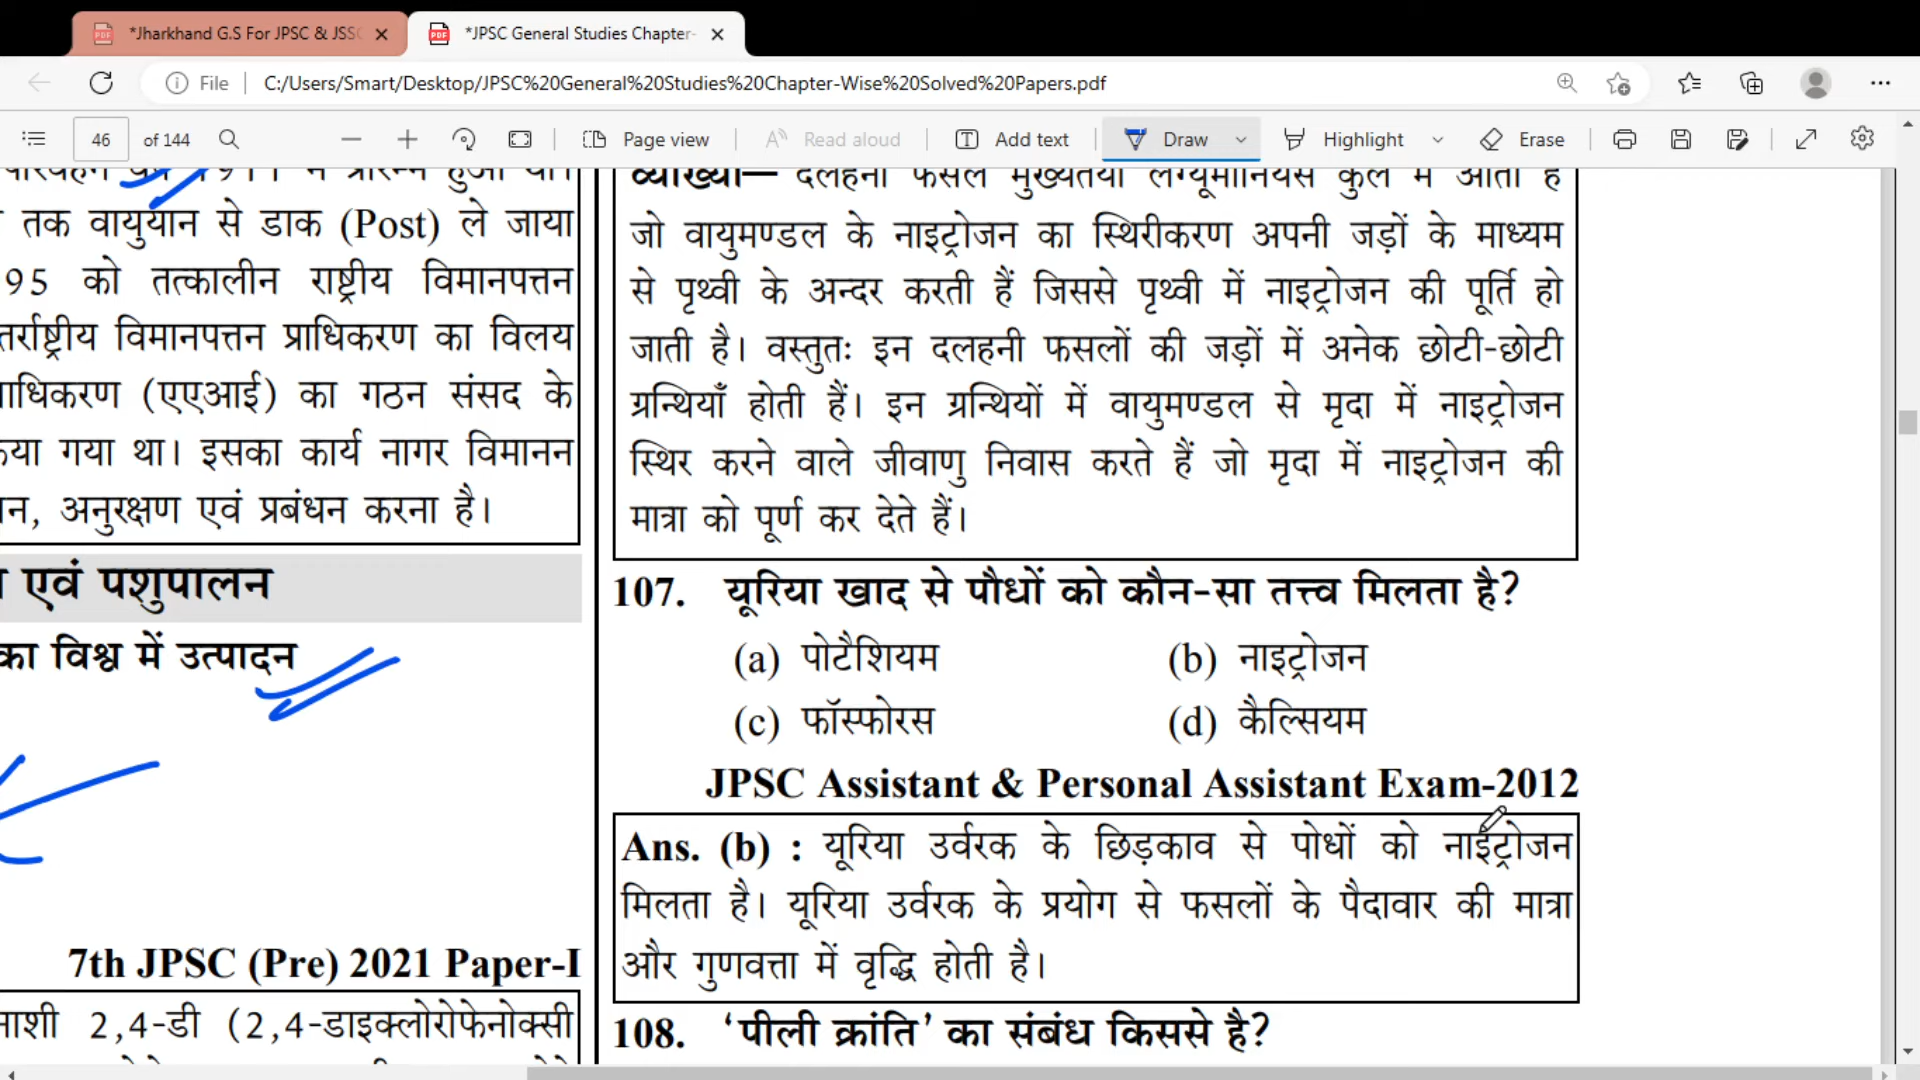 *Jharkhand G.S For JPSC & JSSC
*JPSC General Studies Chapter-
File
C:/Users/Smart/Desktop/JPSC%20General%20Studies%20Chapter-Wise%20Solved%20Papers.pdf
46 of 144
Page view
Read aloud
Add text
Draw
Highlight
Erase
तक वायुयान से डाक (Post) ले जाया
95 को तत्कालीन राष्ट्रीय विमानपत्तन
विमानपत्तन प्राधिकरण का विलय
(एएआई) का गठन संसद के
गया था। इसका कार्य नागर विमानन
अनुरक्षण एवं प्रबंधन करना है।
एवं पशुपालन
का विश्व में उत्पादन
7th JPSC (Pre) 2021 Paper-I
2,4-डी (2,4-डाइक्लोरोफेनोक्सी
व्याख्या— दलहनी फसल मुख्यतया लेग्यूमीनियस कुल में आती हैं
जो वायुमण्डल के नाइट्रोजन का स्थिरीकरण अपनी जड़ों के माध्यम
से पृथ्वी के अन्दर करती हैं जिससे पृथ्वी में नाइट्रोजन की पूर्ति हो
जाती है। वस्तुतः इन दलहनी फसलों की जड़ों में अनेक छोटी-छोटी
ग्रन्थियाँ होती हैं। इन ग्रन्थियों में वायुमण्डल से मृदा में नाइट्रोजन
स्थिर करने वाले जीवाणु निवास करते हैं जो मृदा में नाइट्रोजन की
मात्रा को पूर्ण कर देते हैं।
107. यूरिया खाद से पौधों को कौन-सा तत्त्व मिलता है?
(a) पोटैशियम (b) नाइट्रोजन
(c) फॉस्फोरस (d) कैल्सियम
JPSC Assistant & Personal Assistant Exam-2012
Ans. (b) : यूरिया उर्वरक के छिड़काव से पोधों को नाइट्रोजन
मिलता है। यूरिया उर्वरक के प्रयोग से फसलों के पैदावार की मात्रा
और गुणवत्ता में वृद्धि होती है।
108. ‘पीली क्रांति’ का संबंध किससे है?